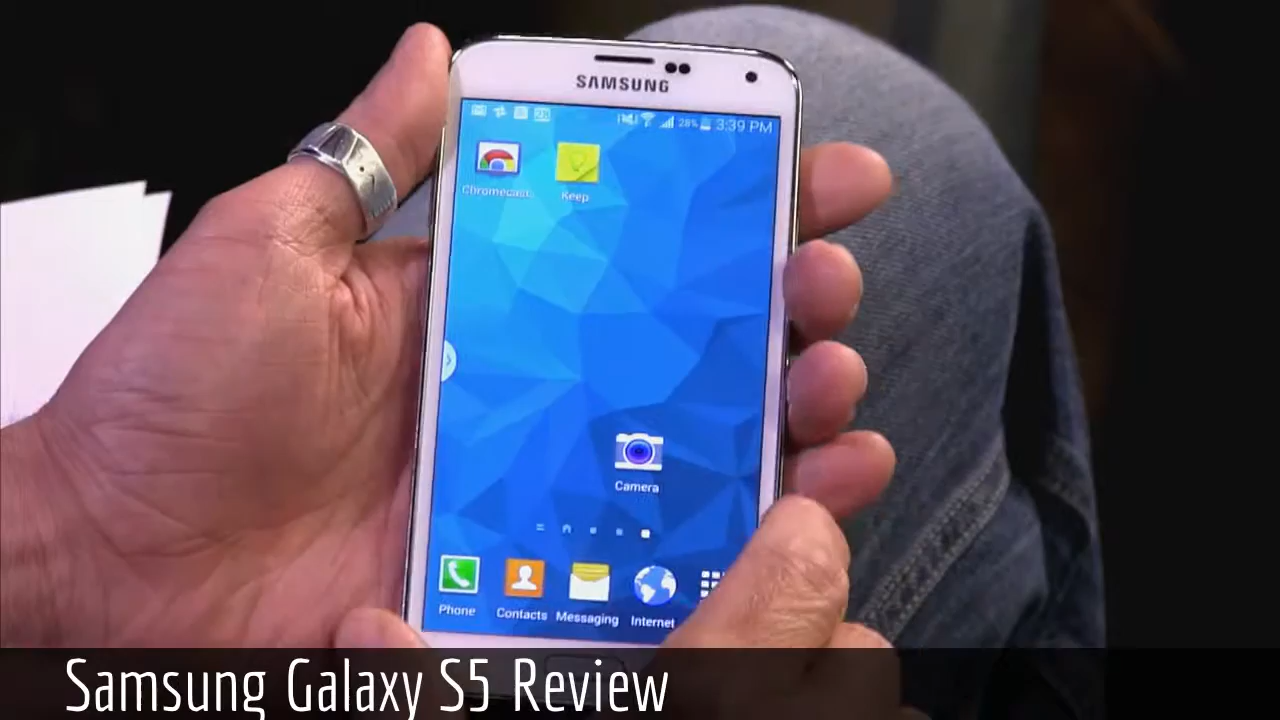 SAMSUNG
28% 3:39 PM
Chromecast
Keep
Camera
Phone Contacts Messaging Internet
Samsung Galaxy S5 Review